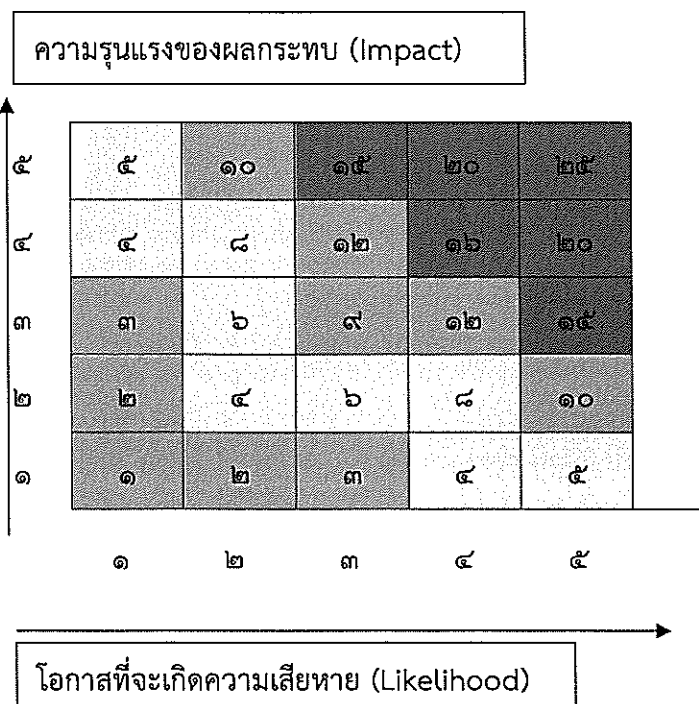 ความรุนแรงของผลกระทบ (Impact)
๕ ๕ ๑๐ ๑๕ ๒๐ ๒๕
๔ ๔ ๘ ๑๒ ๑๖ ๒๐
๓ ๓ ๖ ๙ ๑๒ ๑๕
๒ ๒ ๔ ๖ ๘ ๑๐
๑ ๑ ๒ ๓ ๔ ๕
๑ ๒ ๓ ๔ ๕
โอกาสที่จะเกิดความเสียหาย (Likelihood)